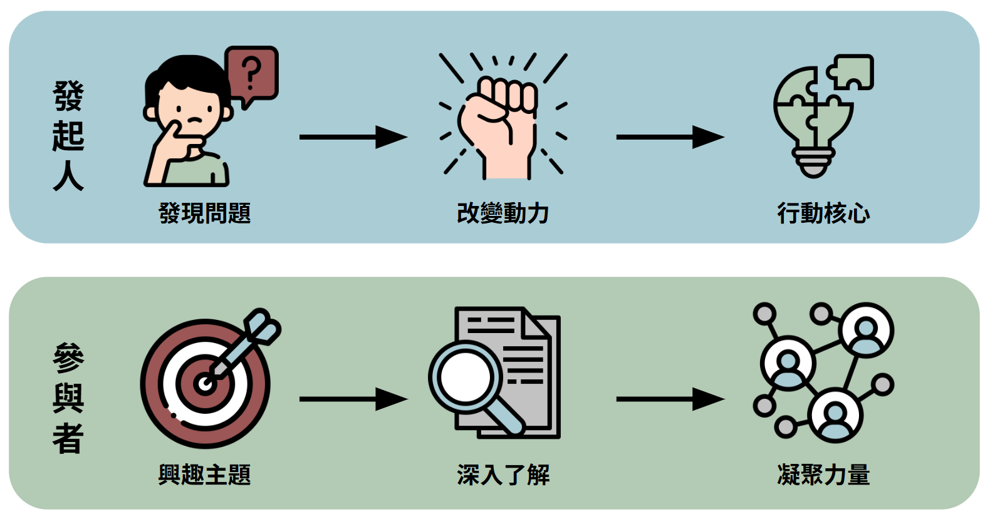 發起人
?
發現問題
改變動力
行動核心
參與者
興趣主題
深入了解
凝聚力量